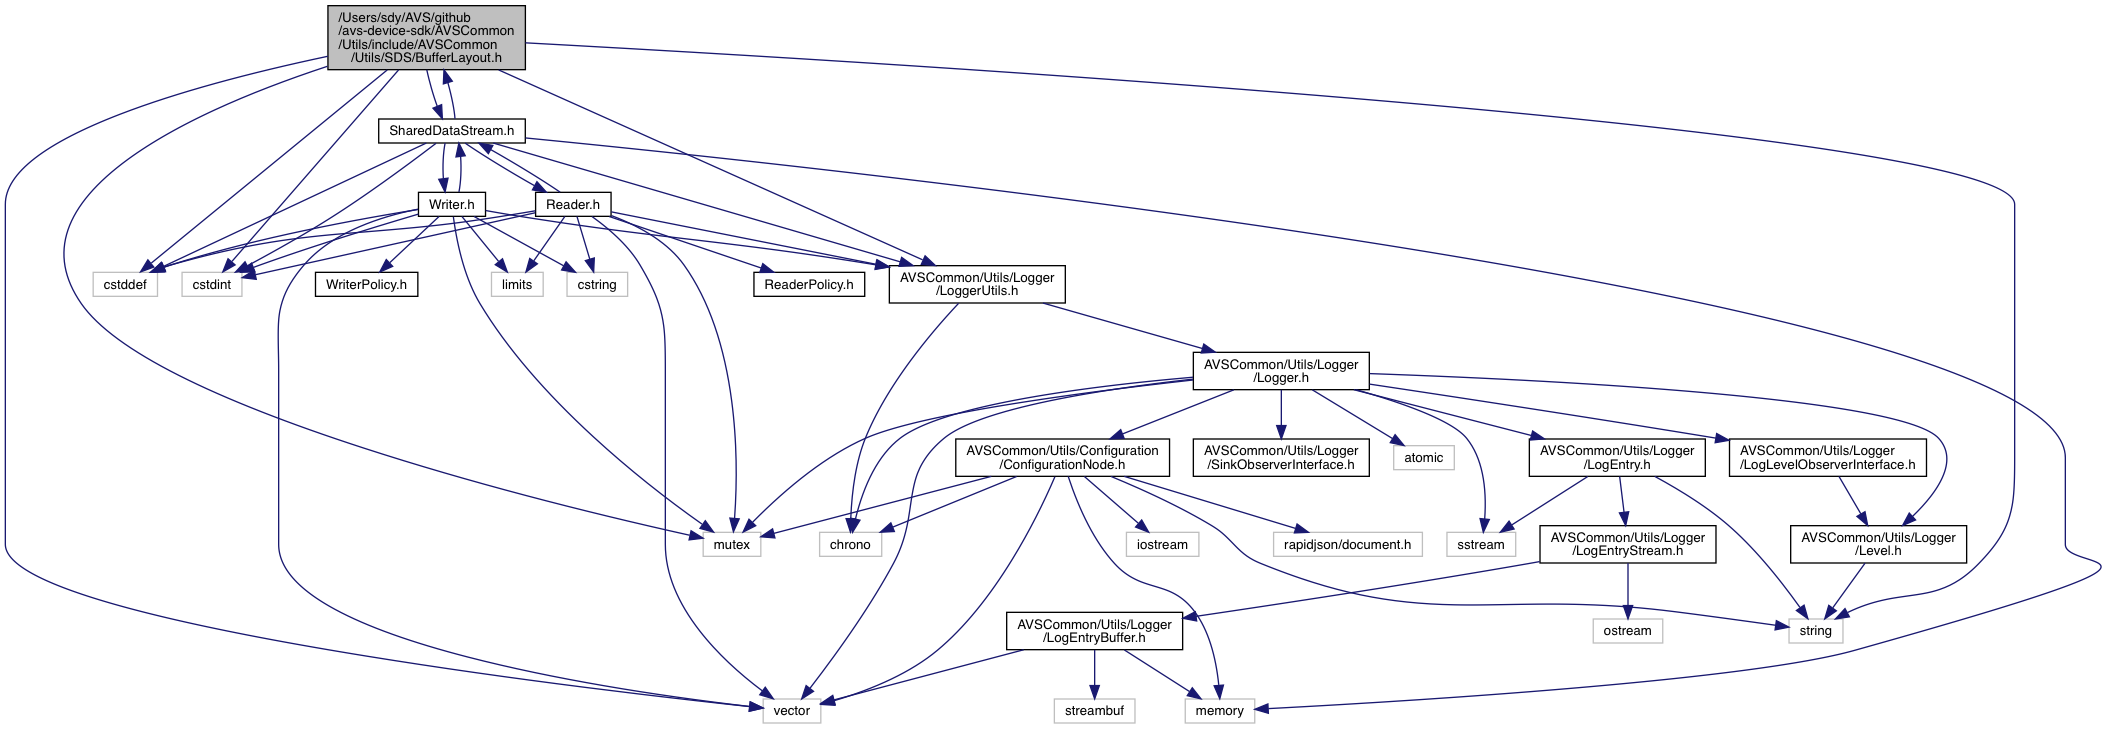 /Users/sdy/AVS/github
/avs-device-sdk/AVSCommon
/Utils/include/AVSCommon
/Utils/SDS/BufferLayout.h
SharedDataStream.h
Writer.h
Reader.h
cstddef
cstdint
WriterPolicy.h
limits
cstring
ReaderPolicy.h
AVSCommon/Utils/Logger
/LoggerUtils.h
AVSCommon/Utils/Logger
/Logger.h
AVSCommon/Utils/Configuration
/ConfigurationNode.h
AVSCommon/Utils/Logger
/SinkObserverInterface.h
atomic
AVSCommon/Utils/Logger
/LogEntry.h
AVSCommon/Utils/Logger
/LogLevelObserverInterface.h
mutex
chrono
iostream
rapidjson/document.h
sstream
AVSCommon/Utils/Logger
/LogEntryStream.h
AVSCommon/Utils/Logger
/Level.h
AVSCommon/Utils/Logger
/LogEntryBuffer.h
ostream
string
vector
streambuf
memory